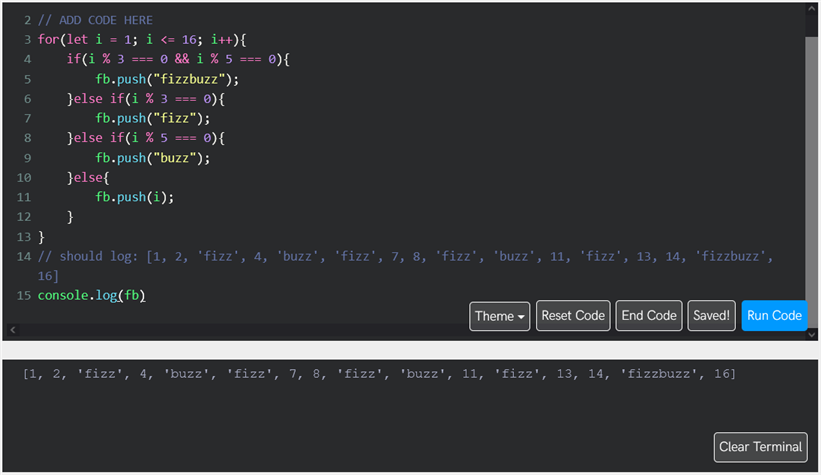 2 // ADD CODE HERE
3 for(let i = 1; i <= 16; i++){
4     if(i % 3 === 0 && i % 5 === 0){
5         fb.push("fizzbuzz");
6     }else if(i % 3 === 0){
7         fb.push("fizz");
8     }else if(i % 5 === 0){
9         fb.push("buzz");
10     }else{
11         fb.push(i);
12     }
13 }
14 // should log: [1, 2, 'fizz', 4, 'buzz', 'fizz', 7, 8, 'fizz', 'buzz', 11, 'fizz', 13, 14, 'fizzbuzz',
16]
15 console.log(fb)
Theme Reset Code End Code Saved! Run Code
[1, 2, 'fizz', 4, 'buzz', 'fizz', 7, 8, 'fizz', 'buzz', 11, 'fizz', 13, 14, 'fizzbuzz', 16]
Clear Terminal